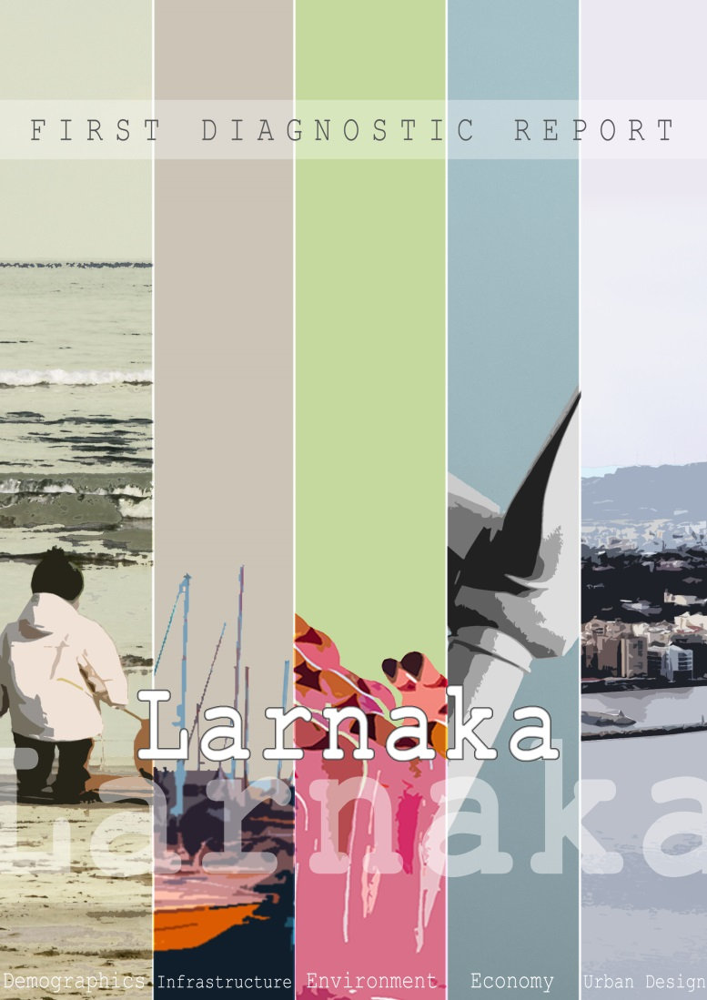 FIRST DIAGNOSTIC REPORT
Larnaka
Larnaka
Demographics Infrastructure Environment Economy Urban Design